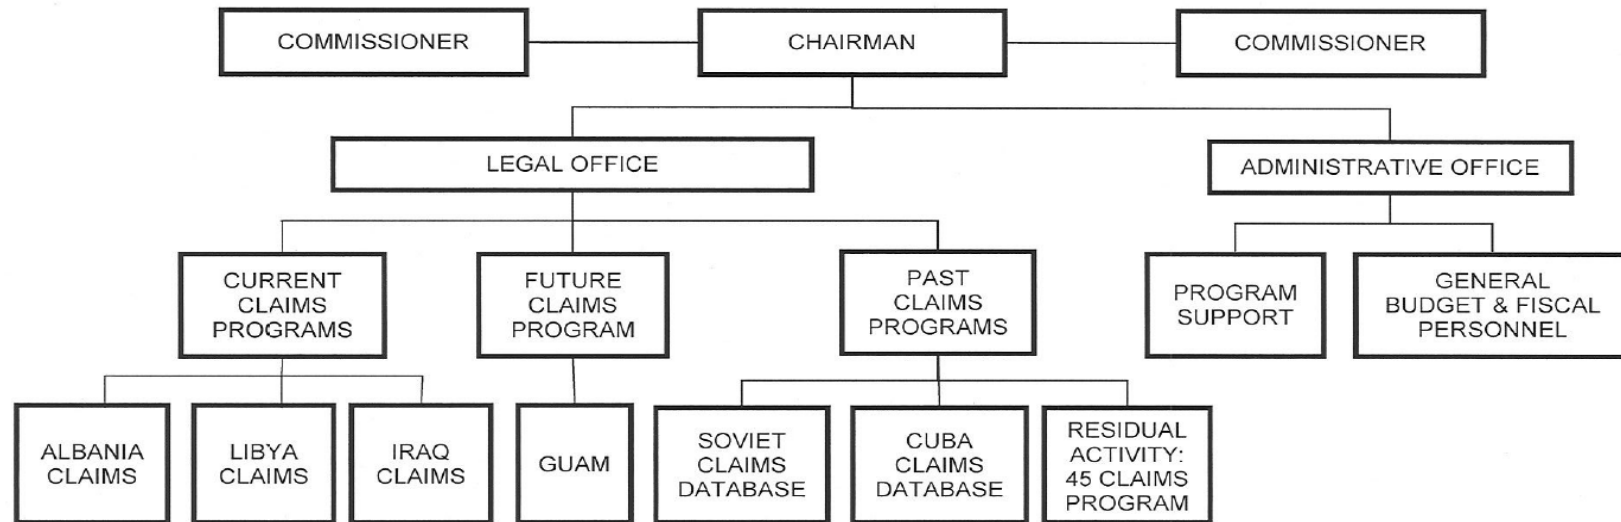 COMMISSIONER
CHAIRMAN
COMMISSIONER
LEGAL OFFICE
ADMINISTRATIVE OFFICE
CURRENT
CLAIMS
PROGRAMS
FUTURE
CLAIMS
PROGRAM
PAST
CLAIMS
PROGRAMS
PROGRAM
SUPPORT
GENERAL
BUDGET & FISCAL
PERSONNEL
ALBANIA
CLAIMS
LIBYA
CLAIMS
IRAQ
CLAIMS
GUAM
SOVIET
CLAIMS
DATABASE
CUBA
CLAIMS
DATABASE
RESIDUAL
ACTIVITY:
45 CLAIMS
PROGRAM